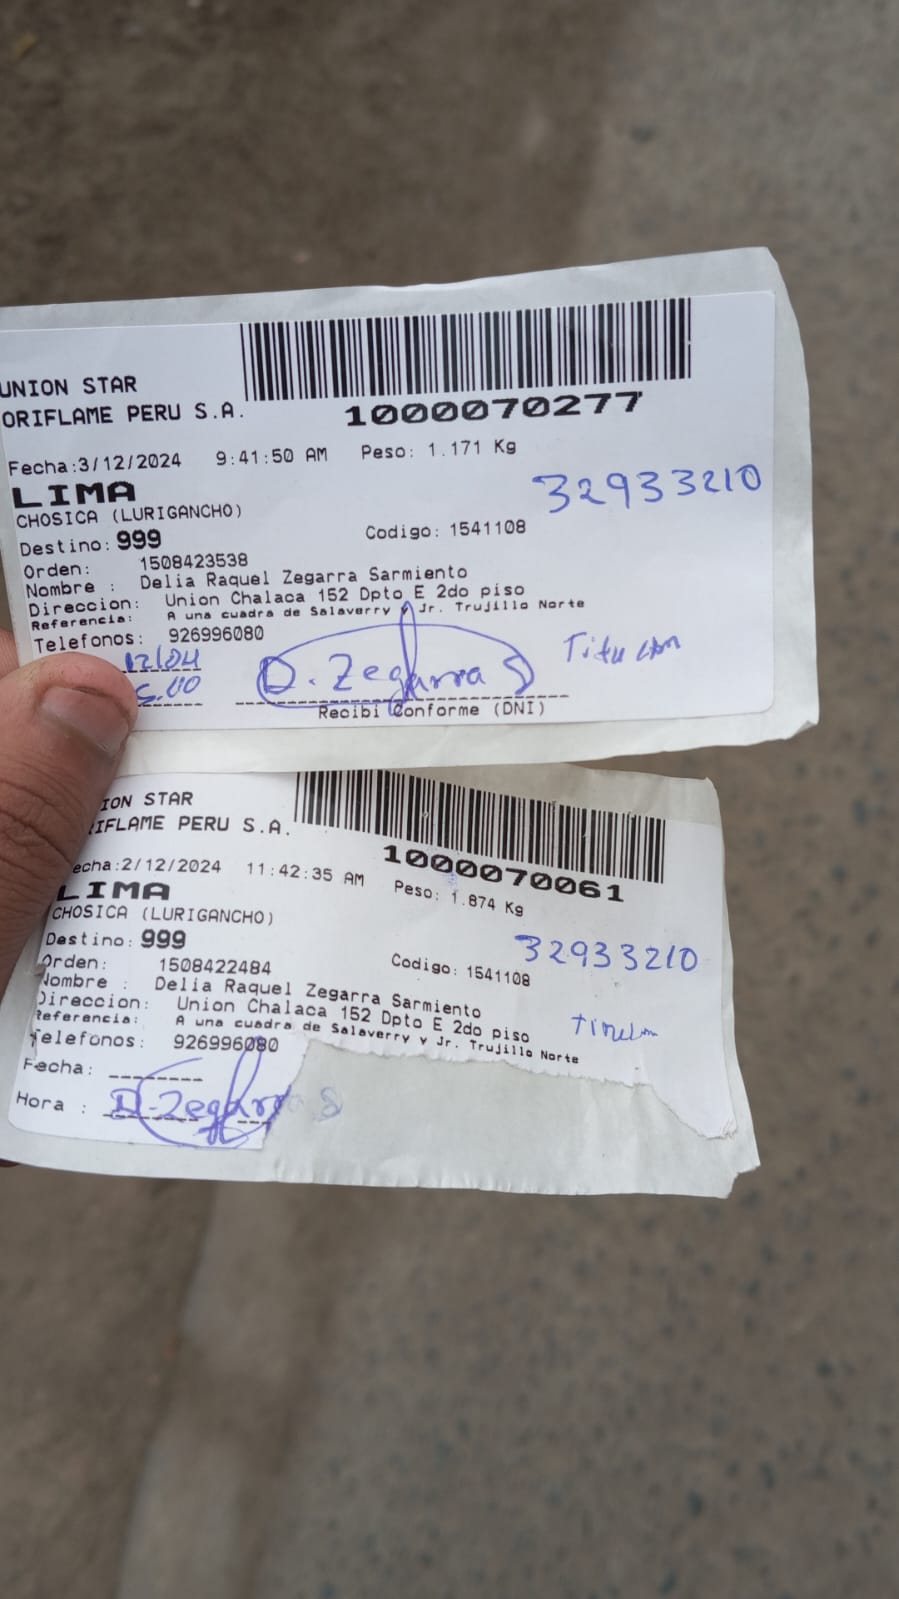 UNION STAR
ORIFLAME PERU S.A.
1000070277
Fecha:3/12/2024 9:41:50 AM Peso: 1.171 Kg
LIMA
32933210
CHOSICA (LURIGANCHO)
Destino: 999 Codigo: 1541108
Orden: 1508423538
Nombre : Delia Raquel Zegarra Sarmiento
Direccion: Union Chalaca 152 Dpto E 2do piso
Referencia: A una cuadra de Salaverry y Jr. Trujillo Norte
Telefonos: 926996080
12/04
D. Zegarra S
Recibi Conforme (DNI)
ION STAR
IFLAME PERU S.A.
1000070061
echa:2/12/2024 11:42:35 AM Peso: 1.874 Kg
LIMA
CHOSICA (LURIGANCHO)
32933210
Destino: 999 Codigo: 1541108
Orden: 1508422484
Nombre : Delia Raquel Zegarra Sarmiento
Direccion: Union Chalaca 152 Dpto E 2do piso
Referencia: A una cuadra de Salaverry y Jr. Trujillo Norte
Telefonos: 926996080
Fecha:
Hora : D. Zegarra S